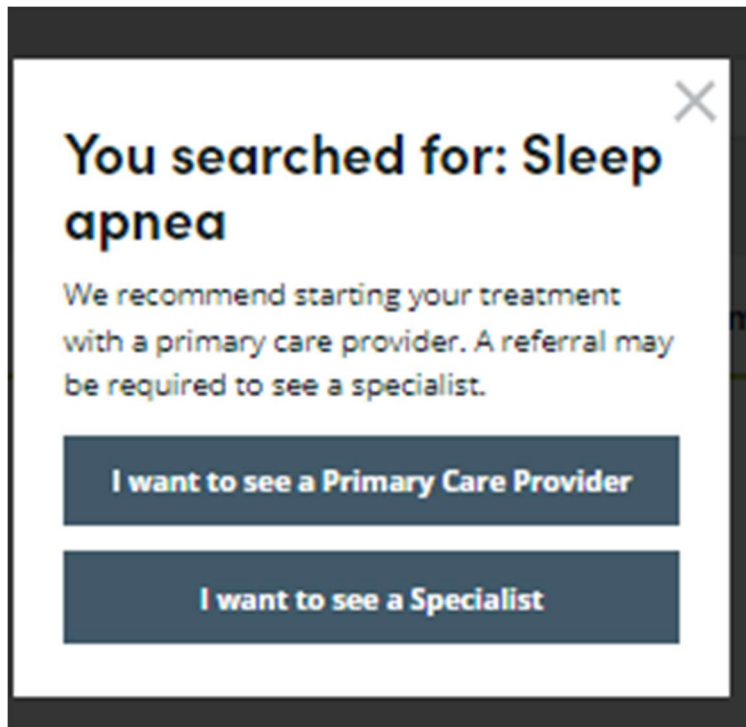 You searched for: Sleep
apnea
We recommend starting your treatment
with a primary care provider. A referral may
be required to see a specialist.
I want to see a Primary Care Provider
I want to see a Specialist